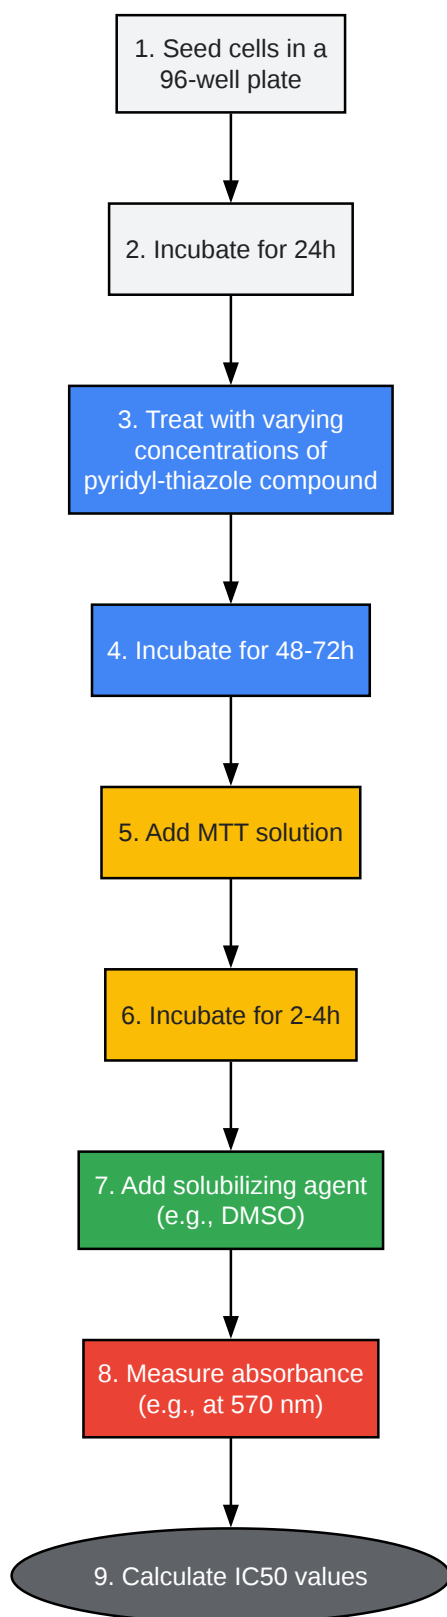 1. Seed cells in a
96-well plate
2. Incubate for 24h
3. Treat with varying
concentrations of
pyridyl-thiazole compound
4. Incubate for 48-72h
5. Add MTT solution
6. Incubate for 2-4h
7. Add solubilizing agent
(e.g., DMSO)
8. Measure absorbance
(e.g., at 570 nm)
9. Calculate IC50 values